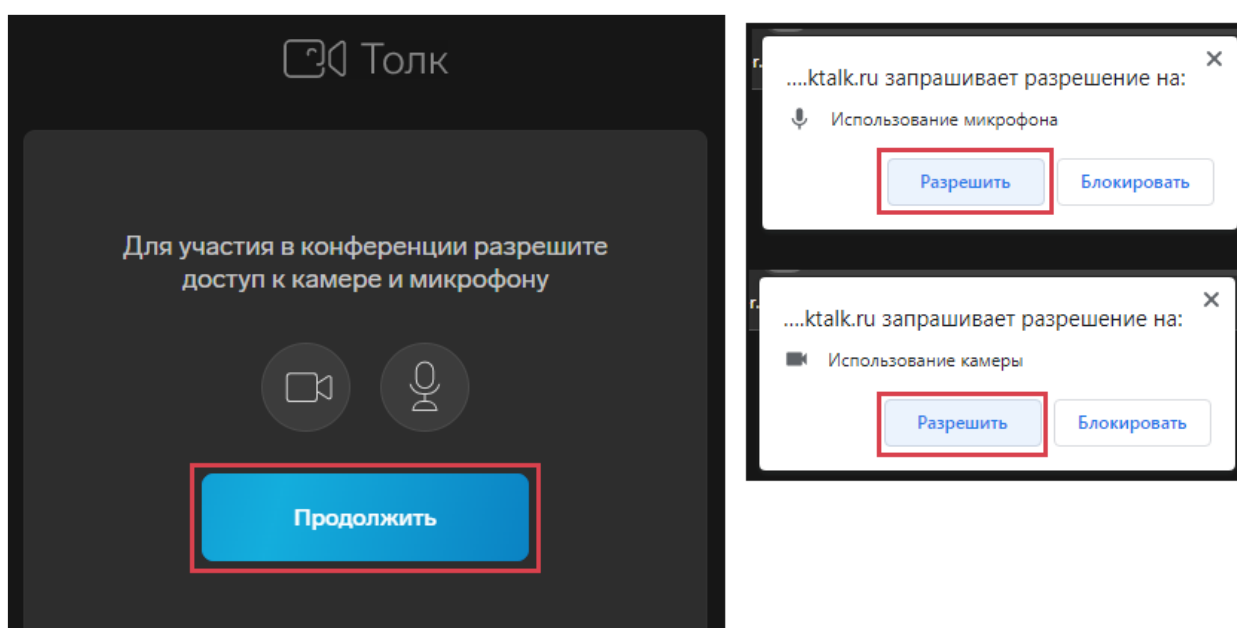 Толк
Для участия в конференции разрешите
доступ к камере и микрофону
Продолжить
г.
....ktalk.ru запрашивает разрешение на:
Использование микрофона
Разрешить Блокировать
г.
....ktalk.ru запрашивает разрешение на:
Использование камеры
Разрешить Блокировать